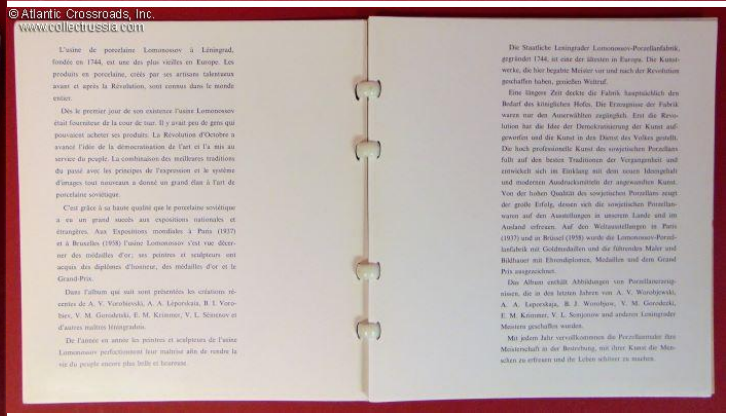 © Atlantic Crossroads, Inc.
www.collectrussia.com
L'usine de porcelaine Lomonossov à Léningrad,
fondée en 1744, est une des plus vieilles en Europe. Les
produits en porcelaine, créés par ses artisans talentueux
avant et après la Révolution, sont connus dans le monde
entier.
Dès le premier jour de son existence l'usine Lomonossov
était fournisseur de la cour de tsar. Il y avait peu de gens qui
pouvaient acheter ses produits. La Révolution d'Octobre a
avancé l'idée de la démocratisation de l'art et l'a mis au
service du peuple. La combinaison des meilleures traditions
du passé avec les principes de l'expression et le système
d'images tout nouveaux a donné un grand élan à l'art de
porcelaine soviétique.
C'est grâce à sa haute qualité que le porcelaine soviétique
a eu un grand succès aux expositions nationales et
étrangères. Aux Expositions mondiales à Paris (1937)
et à Bruxelles (1958) l'usine Lomonossov s'est vue décer-
ner des médailles d'or; ses peintres et sculpteurs ont
acquis des diplômes d'honneur, des médailles d'or et le
Grand-Prix.
Dans l'album qui suit sont présentées les créations ré-
centes de A. V. Vorobievski, A. A. Leporskaïa, B. I. Voro-
biev, V. M. Gorodetski, E. M. Krimmer, V. L. Sémenov et
d'autres maîtres léningradois.
De l'année en année les peintres et sculpteurs de l'usine
Lomonossov perfectionnent leur maîtrise afin de rendre la
vie du peuple encore plus belle et heureuse.
Die Staatliche Leningrader Lomonossov-Porzellanfabrik,
gegründet 1744, ist eine der ältesten in Europa. Die Kunst-
werke, die hier begabte Meister vor und nach der Revolution
geschaffen haben, genießen Weltruf.
Eine längere Zeit deckte die Fabrik hauptsächlich den
Bedarf des königlichen Hofes. Die Erzeugnisse der Fabrik
waren nur den Auserwählten zugänglich. Erst die Revo-
lution hat die Idee der Demokratisierung der Kunst auf-
geworfen und die Kunst in den Dienst des Volkes gestellt.
Die hoch professionelle Kunst des sowjetischen Porzellans
fußt auf den besten Traditionen der Vergangenheit und
entwickelt sich im Einklang mit dem neuen Ideengehalt
und modernen Ausdrucksmitteln der angewandten Kunst.
Von der hohen Qualität des sowjetischen Porzellans zeugt
der große Erfolg, dessen sich die sowjetischen Porzellan-
waren auf den Ausstellungen in unserem Lande und im
Ausland erfreuen. Auf den Weltausstellungen in Paris
(1937) und in Brüssel (1958) wurde die Lomonossov-Porzel-
lanfabrik mit Goldmedaillen und die führenden Maler und
Bildhauer mit Ehrendiplomen, Medaillen und dem Grand
Prix ausgezeichnet.
Das Album enthält Abbildungen von Porzellanerzeug-
nissen, die in den letzten Jahren von A. V. Worobjewski,
A. A. Leporskaja, B. J. Worobjow, V. M. Gorodezki,
E. M. Krimmer, V. L. Semjonow und anderen Leningrader
Meistern geschaffen wurden.
Mit jedem Jahr vervollkommnen die Porzellanmaler ihre
Meisterschaft in der Bestrebung, mit ihrer Kunst die Men-
schen zu erfreuen und ihr Leben schöner zu machen.